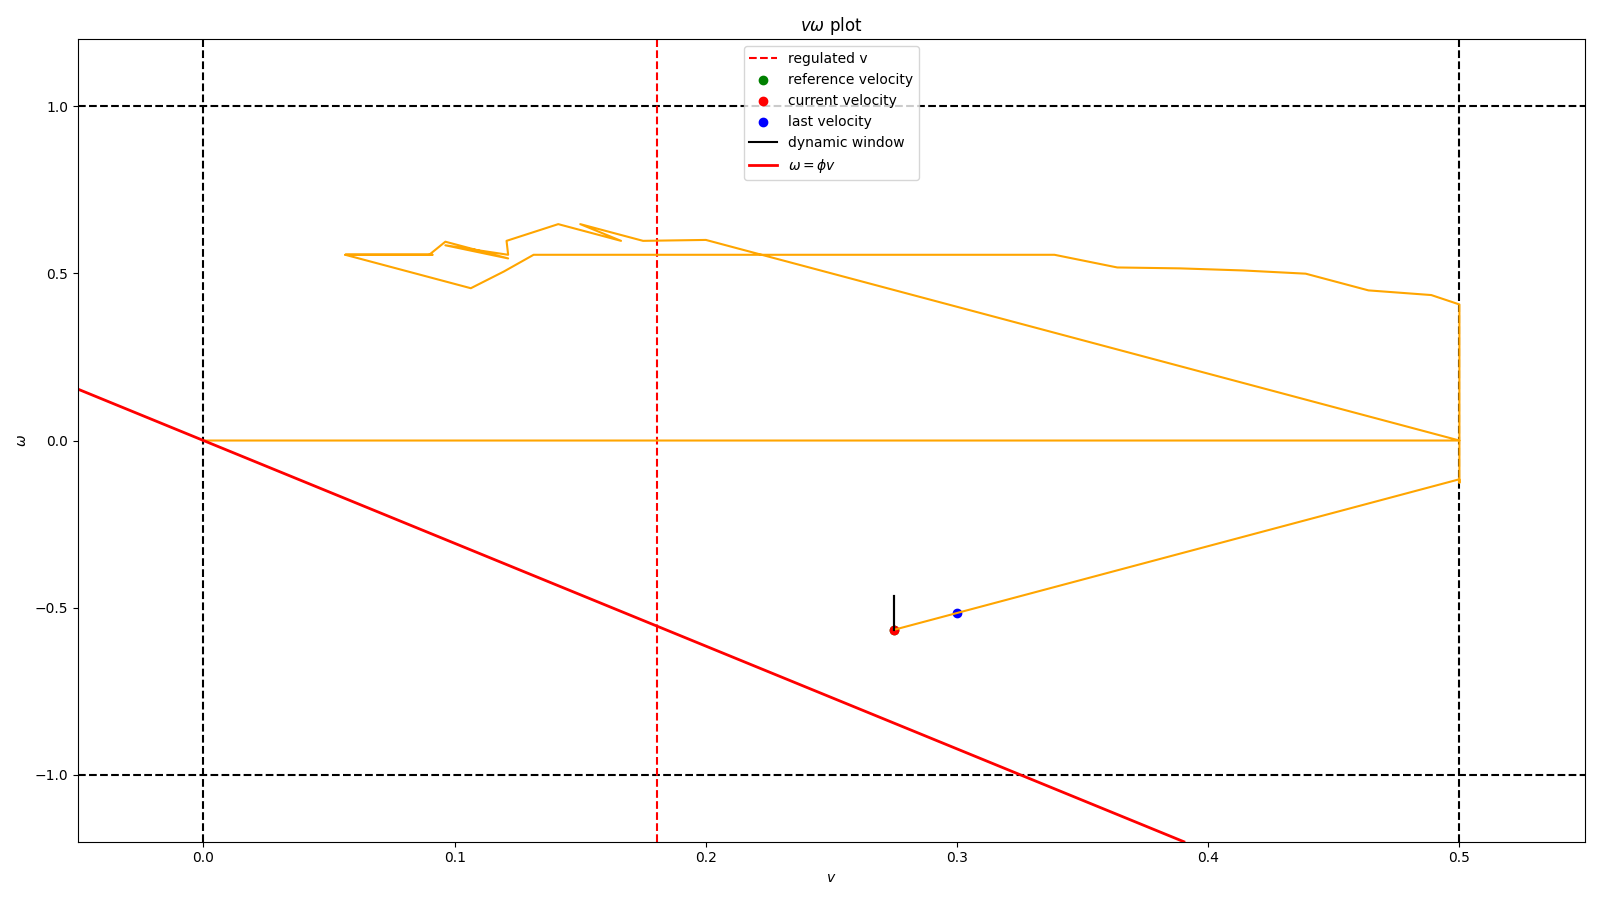 vω plot
regulated v
reference velocity
current velocity
last velocity
dynamic window
ω = ϕv
1.0
0.5
0.0
−0.5
−1.0
ω
0.0 0.1 0.2 0.3 0.4 0.5
v